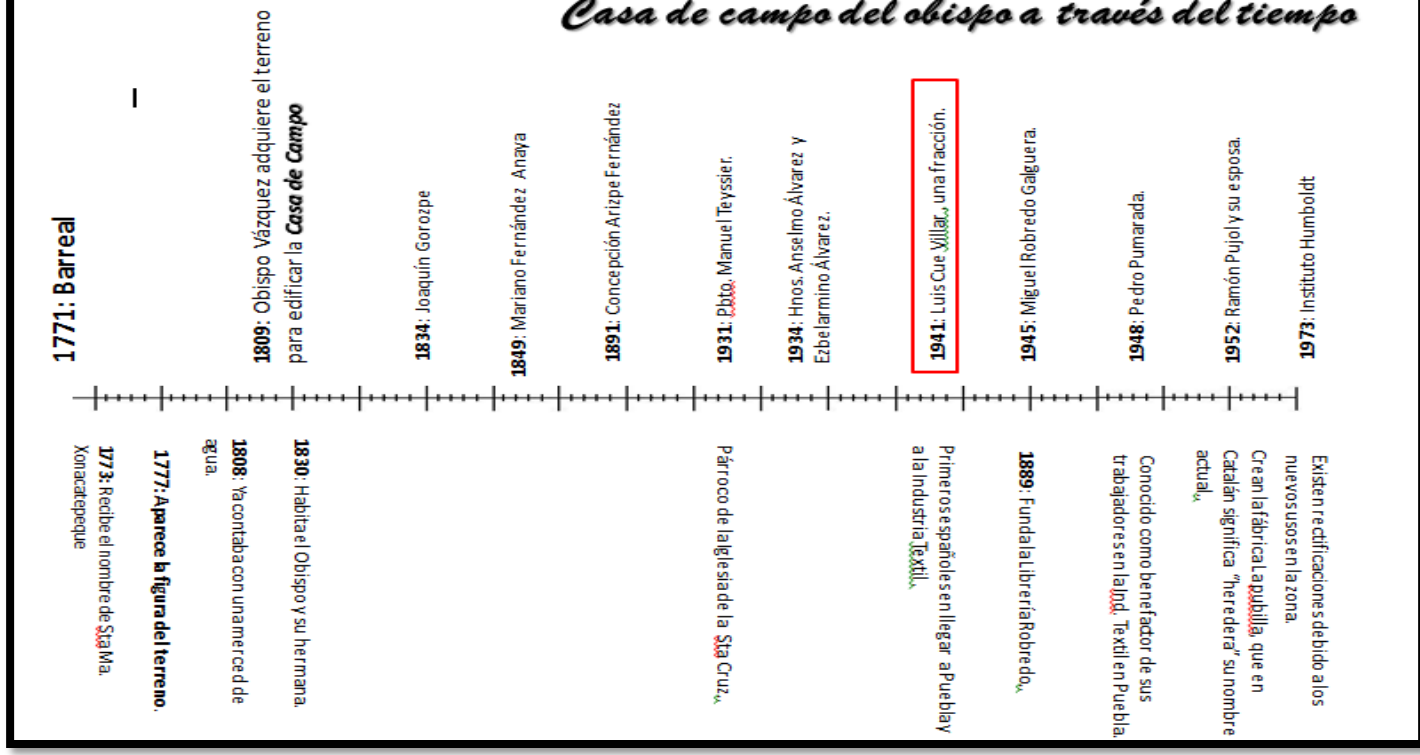 Casa de campo del obispo a través del tiempo
1771: Barreal
1809: Obispo Vázquez adquiere el terreno
para edificar la Casa de Campo
1834: Joaquín Gorozpe
1849: Mariano Fernández Anaya
1891: Concepción Arizpe Fernández
1931: Pbto. Manuel Teyssier.
1934: Hnos. Anselmo Álvarez y
Ezbelarmino Álvarez.
1941: Luis Cue Villar, una fracción.
1945: Miguel Robredo Galguera.
1948: Pedro Pumarada.
1952: Ramón Pujol y su esposa.
1973: Instituto Humboldt
1773: Recibe el nombre de Sta Ma.
Xonacatepeque
1777: Aparece la figura del terreno.
1808: Ya contaba con una merced de
agua.
1830: Habita el Obispo y su hermana.
Párroco de la Iglesia de la Sta Cruz.
Primeros españoles en llegar a Puebla y
a la Industria Textil.
1889: Funda la Librería Robredo.
Conocido como benefactor de sus
trabajadores en la Ind. Textil en Puebla.
Crean la fábrica La pubilla, que en
Catalán significa "heredera" su nombre
actual.
Existen rectificaciones debido a los
nuevos usos en la zona.